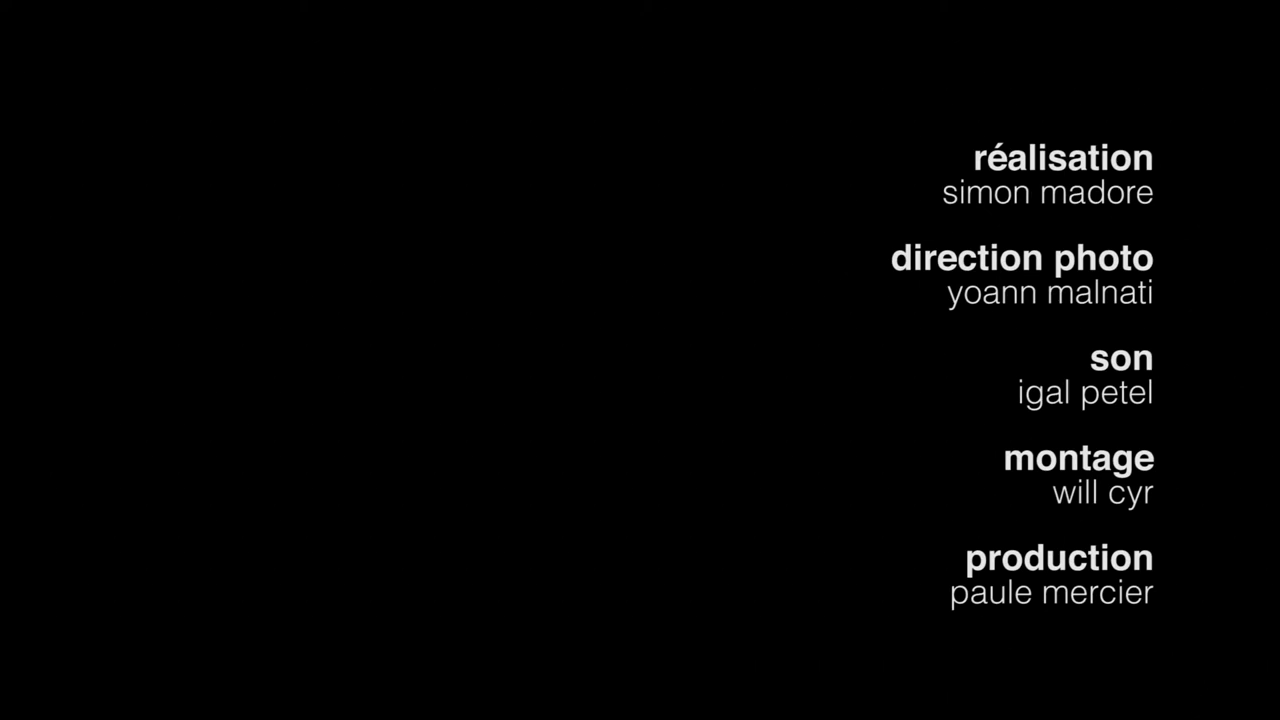 réalisation
simon madore
direction photo
yoann malnati
son
igal petel
montage
will cyr
production
paule mercier